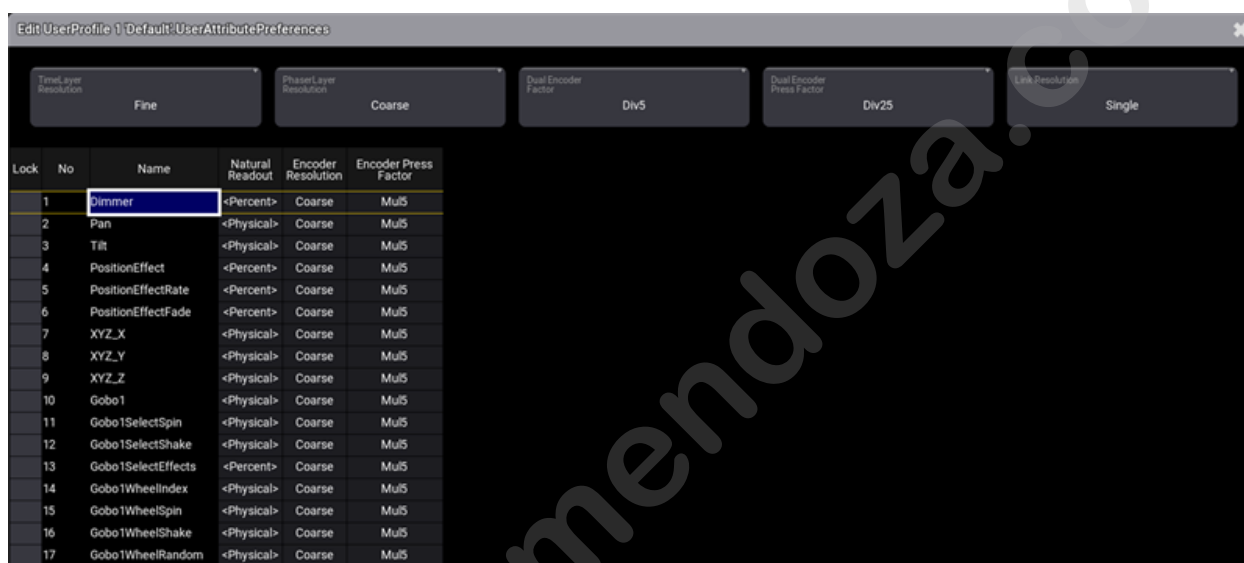 Edit UserProfile 1 'Default' UserAttributePreferences
TimeLayer Resolution
Fine
PhaserLayer Resolution
Coarse
Dual Encoder Factor
Div5
Dual Encoder Press Factor
Div25
Link Resolution
Single
Lock No Name Natural Readout Encoder Resolution Encoder Press Factor
1 Dimmer <Percent> Coarse Mul5
2 Pan <Physical> Coarse Mul5
3 Tilt <Physical> Coarse Mul5
4 PositionEffect <Percent> Coarse Mul5
5 PositionEffectRate <Percent> Coarse Mul5
6 PositionEffectFade <Percent> Coarse Mul5
7 XYZ_X <Physical> Coarse Mul5
8 XYZ_Y <Physical> Coarse Mul5
9 XYZ_Z <Physical> Coarse Mul5
10 Gobo1 <Physical> Coarse Mul5
11 Gobo1SelectSpin <Physical> Coarse Mul5
12 Gobo1SelectShake <Physical> Coarse Mul5
13 Gobo1SelectEffects <Percent> Coarse Mul5
14 Gobo1WheelIndex <Physical> Coarse Mul5
15 Gobo1WheelSpin <Physical> Coarse Mul5
16 Gobo1WheelShake <Physical> Coarse Mul5
17 Gobo1WheelRandom <Physical> Coarse Mul5
mendoza.co